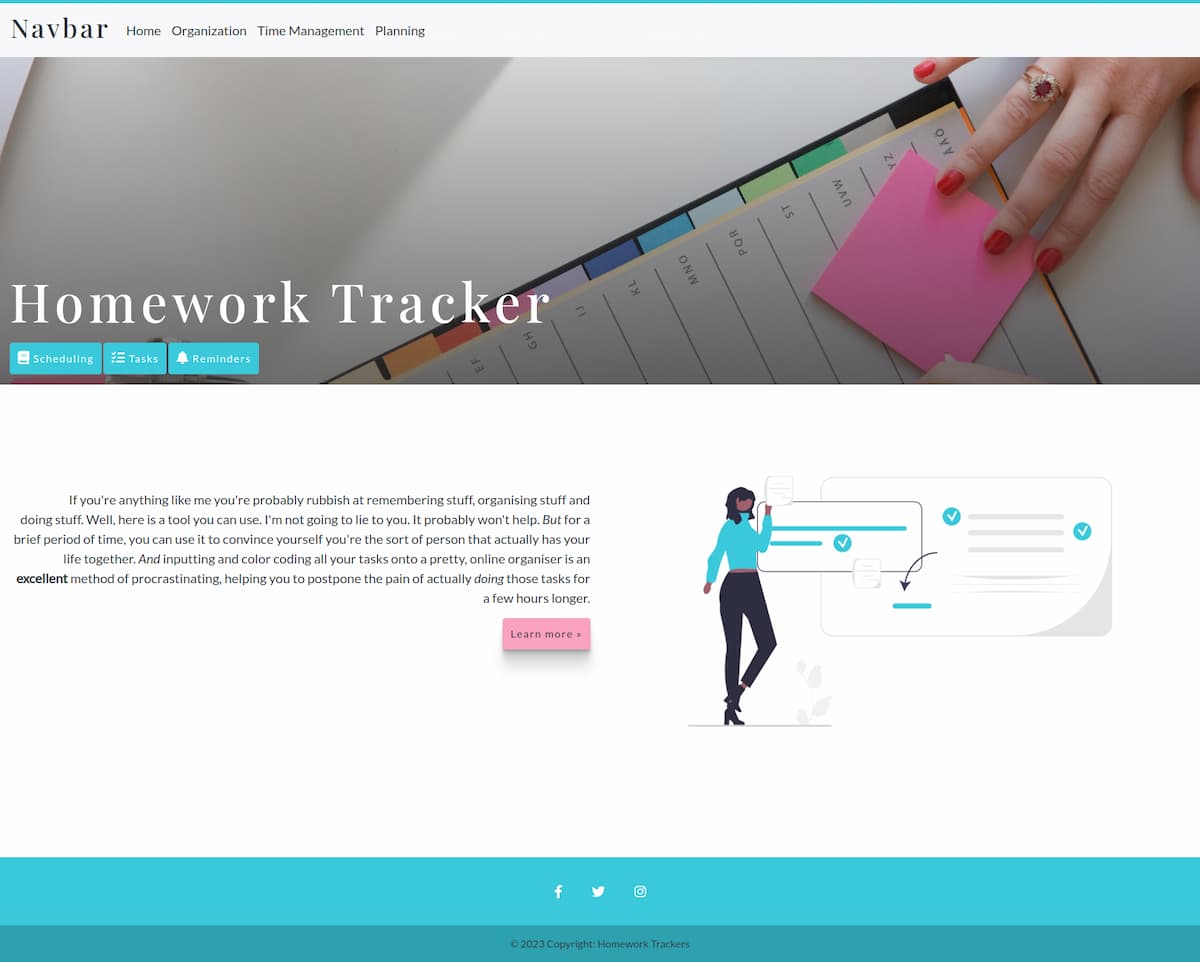 Navbar Home Organization Time Management Planning
ÅÄÖ
YZ
UVW
ST
PQR
MNO
KL
IJ
GH
EF
Homework Tracker
Scheduling Tasks Reminders
If you're anything like me you're probably rubbish at remembering stuff, organising stuff and
doing stuff. Well, here is a tool you can use. I'm not going to lie to you. It probably won't help. But for a
brief period of time, you can use it to convince yourself you're the sort of person that actually has your
life together. And inputting and color coding all your tasks onto a pretty, online organiser is an
excellent method of procrastinating, helping you to postpone the pain of actually doing those tasks for
a few hours longer.
Learn more »
© 2023 Copyright: Homework Trackers